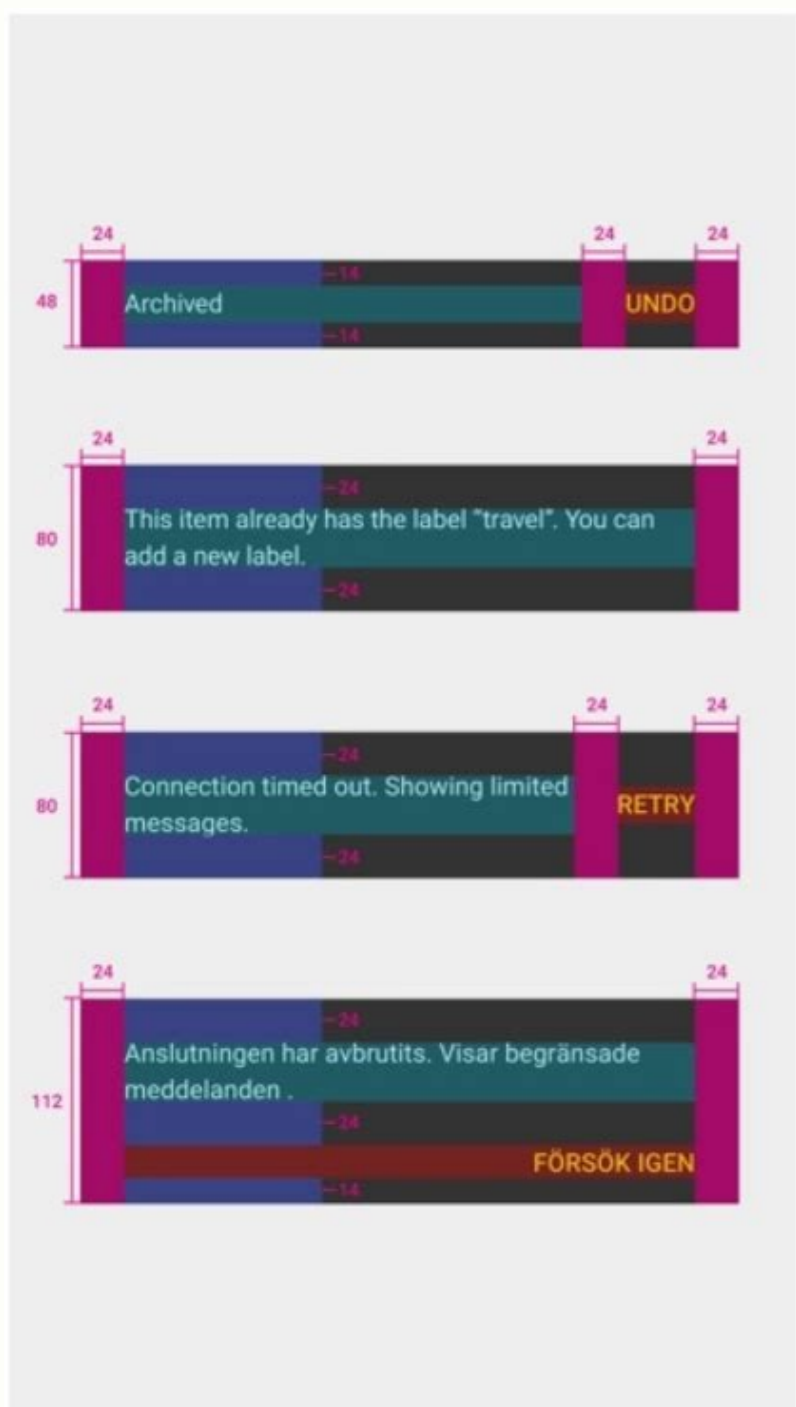 24 24 24
14
48 Archived UNDO
14
24 24
24
This item already has the label “travel”. You can
80
add a new label.
24
24 24 24
24
Connection timed out. Showing limited
80 RETRY
messages.
24
24 24
24
Anslutningen har avbrutits. Visar begränsade
meddelanden .
112
24
FÖRSÖK IGEN
14